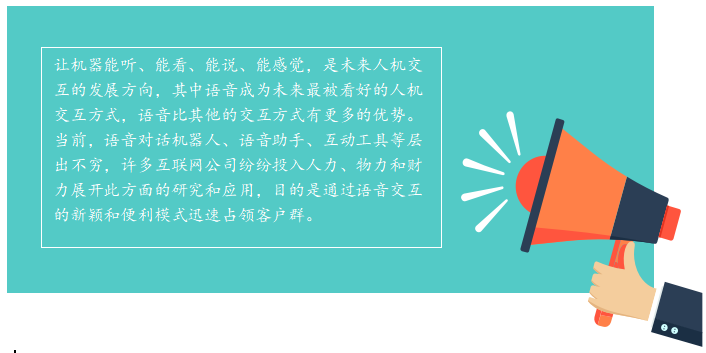 让机器能听、能看、能说、能感觉，是未来人机交
互的发展方向，其中语音成为未来最被看好的人机
交互方式，语音比其他的交互方式有更多的优势。
当前，语音对话机器人、语音助手、互动工具等层
出不穷，许多互联网公司纷纷投入人力、物力和财
力展开此方面的研究和应用，目的是通过语音交互
的新颖和便利模式迅速占领客户群。